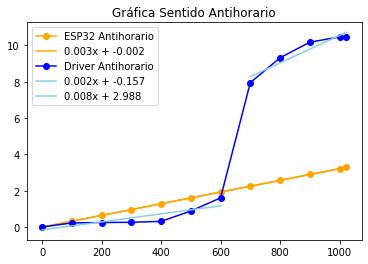 Gráfica Sentido Antihorario
ESP32 Antihorario
0.003x + -0.002
Driver Antihorario
0.002x + -0.157
0.008x + 2.988
10
8
6
4
2
0
0 200 400 600 800 1000